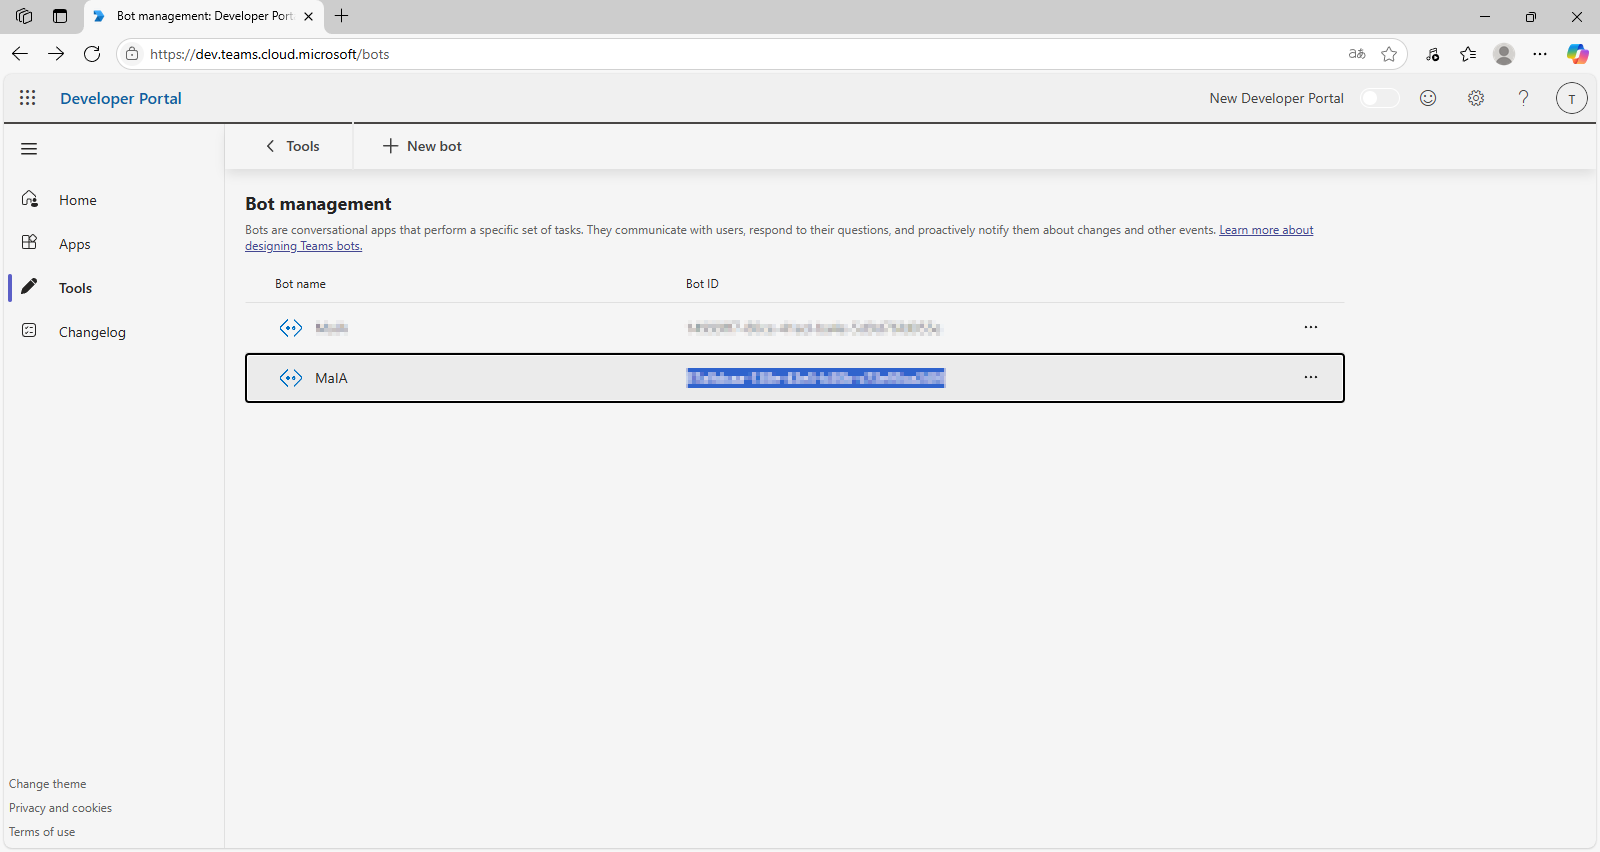 Bot management: Developer Port
https://dev.teams.cloud.microsoft/bots
Developer Portal
New Developer Portal
T
Tools
New bot
Home
Apps
Tools
Changelog
Bot management
Bots are conversational apps that perform a specific set of tasks. They communicate with users, respond to their questions, and proactively notify them about changes and other events. Learn more about
designing Teams bots.
Bot name
Bot ID
MaIA
Change theme
Privacy and cookies
Terms of use